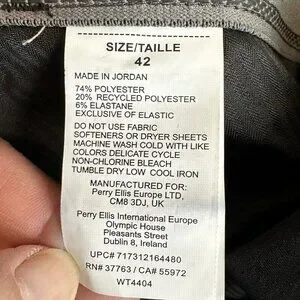 SIZE/TAILLE
42
MADE IN JORDAN
74% POLYESTER
20% RECYCLED POLYESTER
6% ELASTANE
EXCLUSIVE OF ELASTIC
DO NOT USE FABRIC
SOFTENERS OR DRYER SHEETS
MACHINE WASH COLD WITH LIKE
COLORS DELICATE CYCLE
NON-CHLORINE BLEACH
TUMBLE DRY LOW COOL IRON
MANUFACTURED FOR:
Perry Ellis Europe LTD,
CM8 3DJ, UK
Perry Ellis International Europe
Olympic House
Pleasants Street
Dublin 8, Ireland
UPC# 717312164480
RN# 37763 / CA# 55972
WT4404